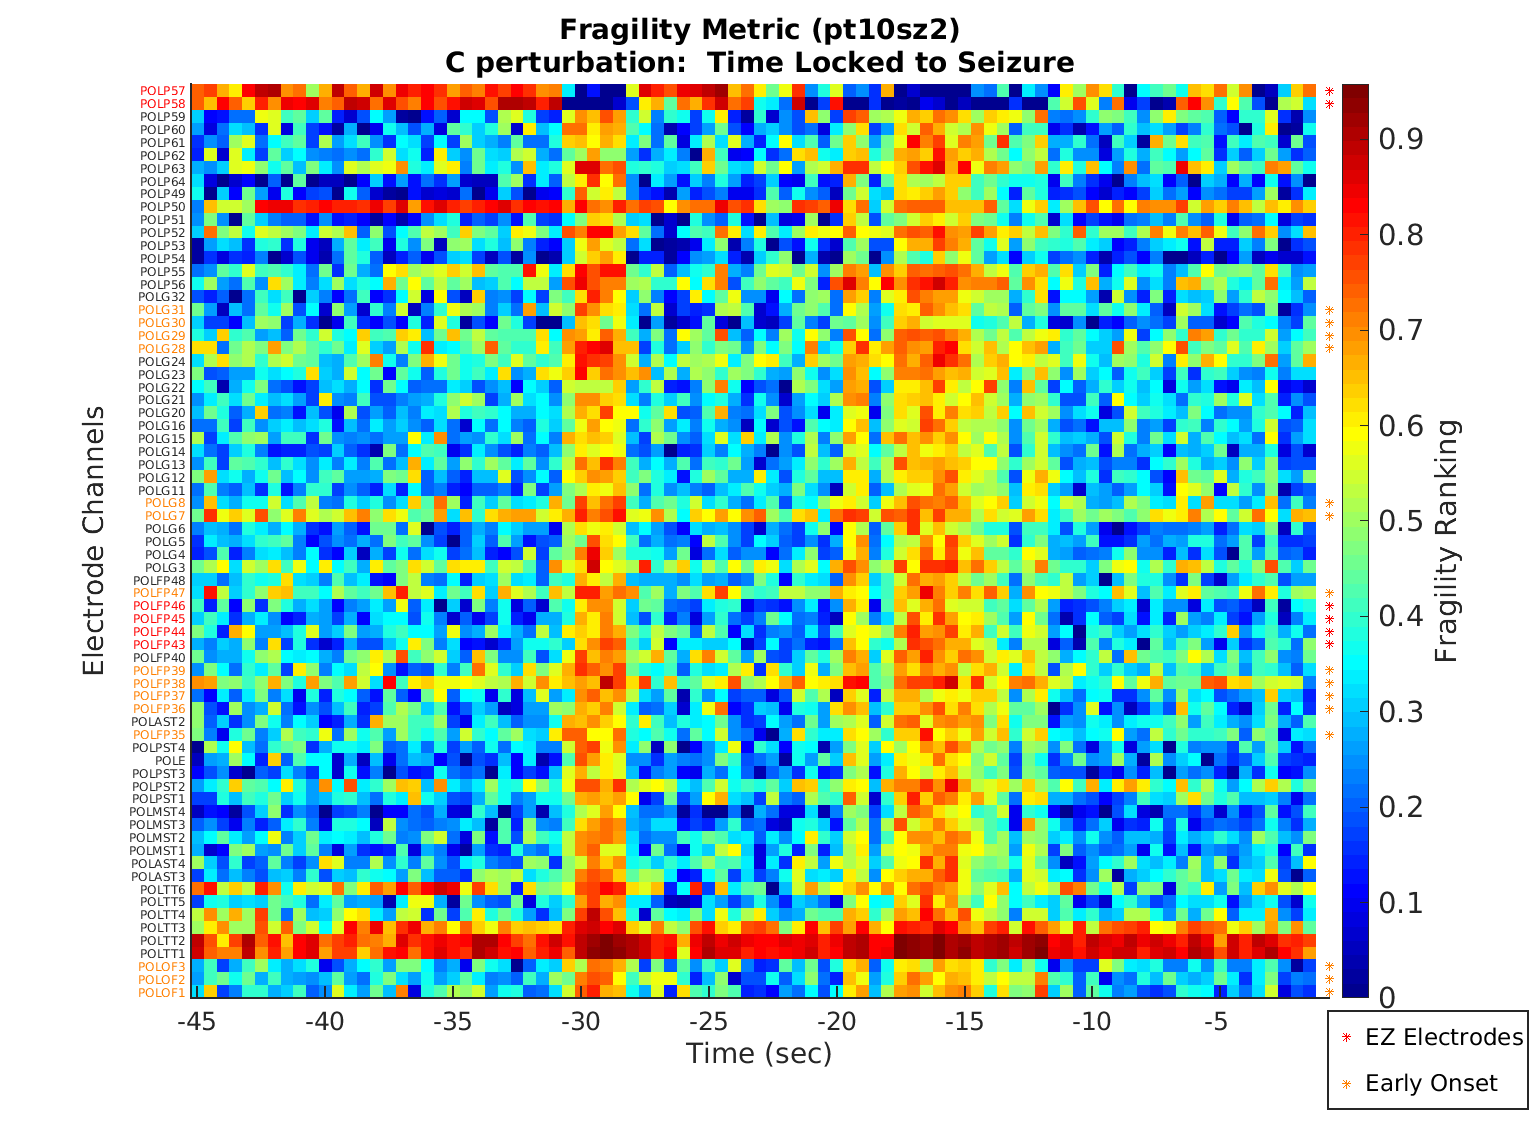 Fragility Metric (pt10sz2)
C perturbation:  Time Locked to Seizure
Electrode Channels
POLP57
POLP58
POLP59
POLP60
POLP61
POLP62
POLP63
POLP64
POLP49
POLP50
POLP51
POLP52
POLP53
POLP54
POLP55
POLP56
POLG32
POLG31
POLG30
POLG29
POLG28
POLG24
POLG23
POLG22
POLG21
POLG20
POLG16
POLG15
POLG14
POLG13
POLG12
POLG11
POLG8
POLG7
POLG6
POLG5
POLG4
POLG3
POLFP48
POLFP47
POLFP46
POLFP45
POLFP44
POLFP43
POLFP40
POLFP39
POLFP38
POLFP37
POLFP36
POLAST2
POLFP35
POLPST4
POLE
POLPST3
POLPST2
POLPST1
POLMST4
POLMST3
POLMST2
POLMST1
POLAST4
POLAST3
POLTT6
POLTT5
POLTT4
POLTT3
POLTT2
POLTT1
POLOF3
POLOF2
POLOF1
-45 -40 -35 -30 -25 -20 -15 -10 -5
Time (sec)
0.9
0.8
0.7
0.6
0.5
0.4
0.3
0.2
0.1
0
Fragility Ranking
EZ Electrodes
Early Onset